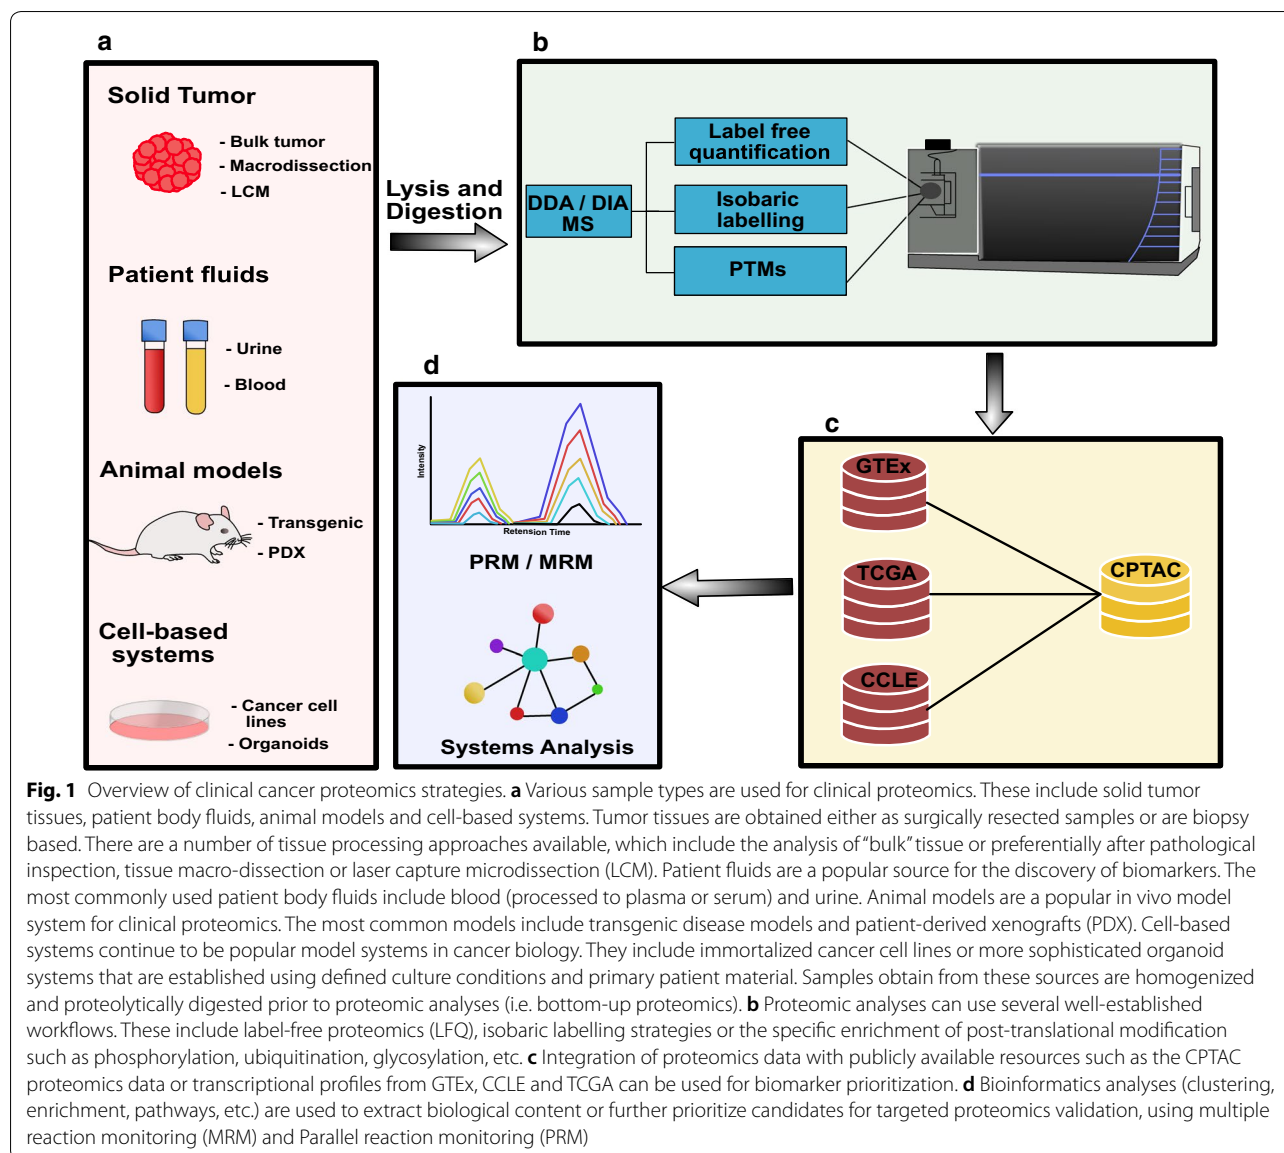 a
Solid Tumor
- Bulk tumor
- Macrodissection
- LCM
Patient fluids
- Urine
- Blood
Animal models
- Transgenic
- PDX
Cell-based
systems
- Cancer cell
lines
- Organoids
Lysis and
Digestion
b
DDA / DIA
MS
Label free
quantification
Isobaric
labelling
PTMs
c
GTEx
TCGA
CCLE
CPTAC
d
Intensity
Retension Time
PRM / MRM
Systems Analysis
Fig. 1 Overview of clinical cancer proteomics strategies. a Various sample types are used for clinical proteomics. These include solid tumor
tissues, patient body fluids, animal models and cell-based systems. Tumor tissues are obtained either as surgically resected samples or are biopsy
based. There are a number of tissue processing approaches available, which include the analysis of “bulk” tissue or preferentially after pathological
inspection, tissue macro-dissection or laser capture microdissection (LCM). Patient fluids are a popular source for the discovery of biomarkers. The
most commonly used patient body fluids include blood (processed to plasma or serum) and urine. Animal models are a popular in vivo model
system for clinical proteomics. The most common models include transgenic disease models and patient-derived xenografts (PDX). Cell-based
systems continue to be popular model systems in cancer biology. They include immortalized cancer cell lines or more sophisticated organoid
systems that are established using defined culture conditions and primary patient material. Samples obtain from these sources are homogenized
and proteolytically digested prior to proteomic analyses (i.e. bottom-up proteomics). b Proteomic analyses can use several well-established
workflows. These include label-free proteomics (LFQ), isobaric labelling strategies or the specific enrichment of post-translational modification
such as phosphorylation, ubiquitination, glycosylation, etc. c Integration of proteomics data with publicly available resources such as the CPTAC
proteomics data or transcriptional profiles from GTEx, CCLE and TCGA can be used for biomarker prioritization. d Bioinformatics analyses (clustering,
enrichment, pathways, etc.) are used to extract biological content or further prioritize candidates for targeted proteomics validation, using multiple
reaction monitoring (MRM) and Parallel reaction monitoring (PRM)